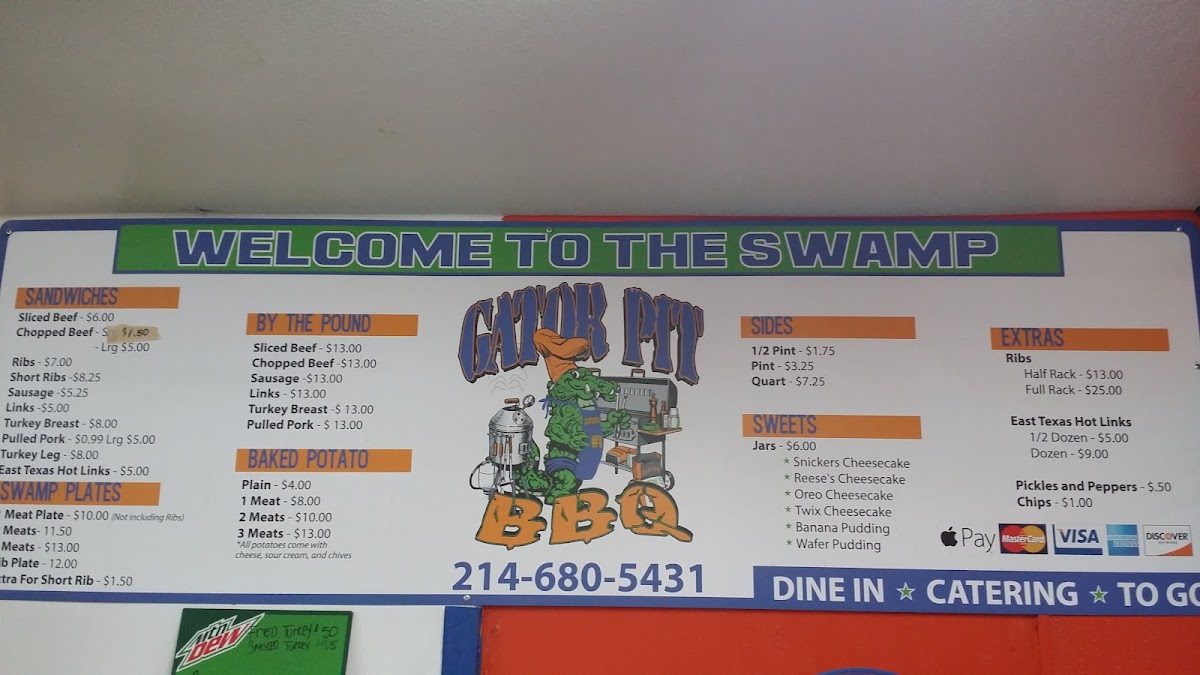 WELCOME TO THE SWAMP
SANDWICHES
Sliced Beef - $6.00
Chopped Beef - S $1.50
- Lrg $5.00
Ribs - $7.00
Short Ribs -$8.25
Sausage -$5.25
Links -$5.00
Turkey Breast - $8.00
Pulled Pork - $0.99 Lrg $5.00
Turkey Leg - $8.00
East Texas Hot Links - $5.00
SWAMP PLATES
Meat Plate - $10.00 (Not including Ribs)
Meats- 11.50
Meats - $13.00
ib Plate - 12.00
tra For Short Rib - $1.50
BY THE POUND
Sliced Beef - $13.00
Chopped Beef -$13.00
Sausage -$13.00
Links - $13.00
Turkey Breast -$ 13.00
Pulled Pork - $ 13.00
BAKED POTATO
Plain - $4.00
1 Meat - $8.00
2 Meats - $10.00
3 Meats - $13.00
*All potatoes come with
cheese, sour cream, and chives
GATOR PIT
BBQ
214-680-5431
SIDES
1/2 Pint - $1.75
Pint - $3.25
Quart - $7.25
SWEETS
Jars - $6.00
* Snickers Cheesecake
* Reese's Cheesecake
* Oreo Cheesecake
* Twix Cheesecake
* Banana Pudding
* Wafer Pudding
EXTRAS
Ribs
Half Rack - $13.00
Full Rack - $25.00
East Texas Hot Links
1/2 Dozen - $5.00
Dozen - $9.00
Pickles and Peppers - $.50
Chips - $1.00
Pay MasterCard VISA AMERICAN EXPRESS DISCOVER
DINE IN ☆ CATERING ☆ TO GO
Mtn DEW
FRIED TURKEY $50
SMOKED TURKEY